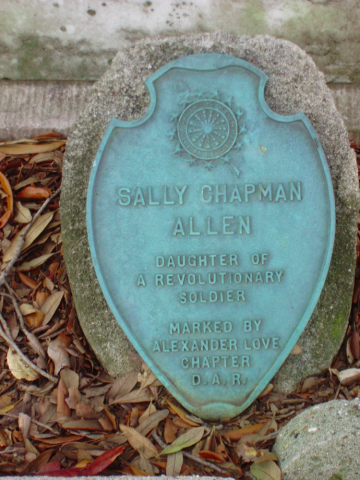 SALLY CHAPMAN
ALLEN
DAUGHTER OF
A REVOLUTIONARY
SOLDIER
MARKED BY
ALEXANDER LOVE
CHAPTER
D.A.R.